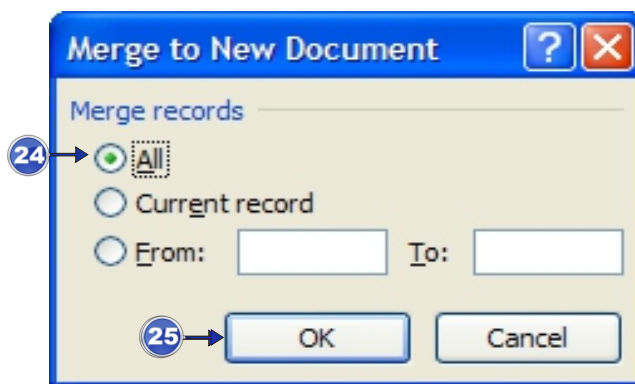 Merge to New Document ?
Merge records
24 All
Current record
From: To:
25 OK Cancel